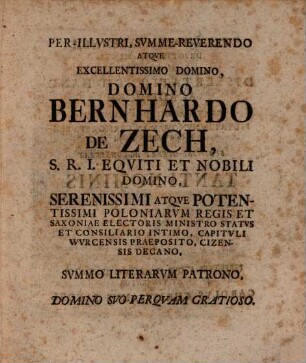 PER-ILLVSTRI, SVMME-REVERENDO
ATQVE
EXCELLENTISSIMO DOMINO,
DOMINO
BERNHARDO
DE ZECH,
S. R. I. EQVITI ET NOBILI
DOMINO,
SERENISSIMI ATQVE POTEN-
TISSIMI POLONIARVM REGIS ET
SAXONIAE ELECTORIS MINISTRO STATVS
ET CONSILIARIO INTIMO, CAPITVLI
WVRCENSIS PRAEPOSITO, CIZEN-
SIS DECANO,
SVMMO LITERARVM PATRONO,
DOMINO SVO PERQVAM GRATIOSO.